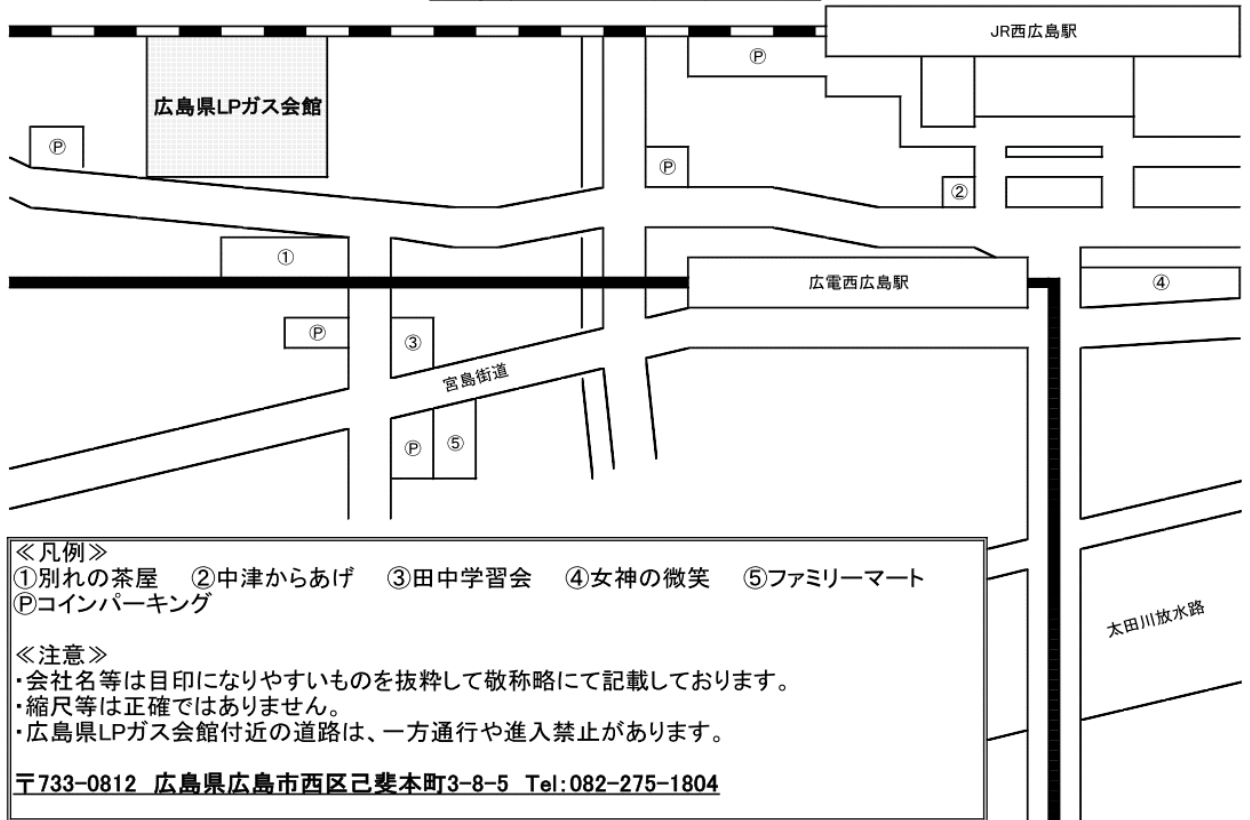 JR西広島駅
Ⓟ
広島県LPガス会館
Ⓟ
Ⓟ
②
①
広電西広島駅
④
Ⓟ
③
宮島街道
Ⓟ
⑤
≪凡例≫
①別れの茶屋 ②中津からあげ ③田中学習会 ④女神の微笑 ⑤ファミリーマート
Ⓟコインパーキング
太田川放水路
≪注意≫
・会社名等は目印になりやすいものを抜粋して敬称略にて記載しております。
・縮尺等は正確ではありません。
・広島県LPガス会館付近の道路は、一方通行や進入禁止があります。
〒733-0812 広島県広島市西区己斐本町3-8-5 Tel:082-275-1804